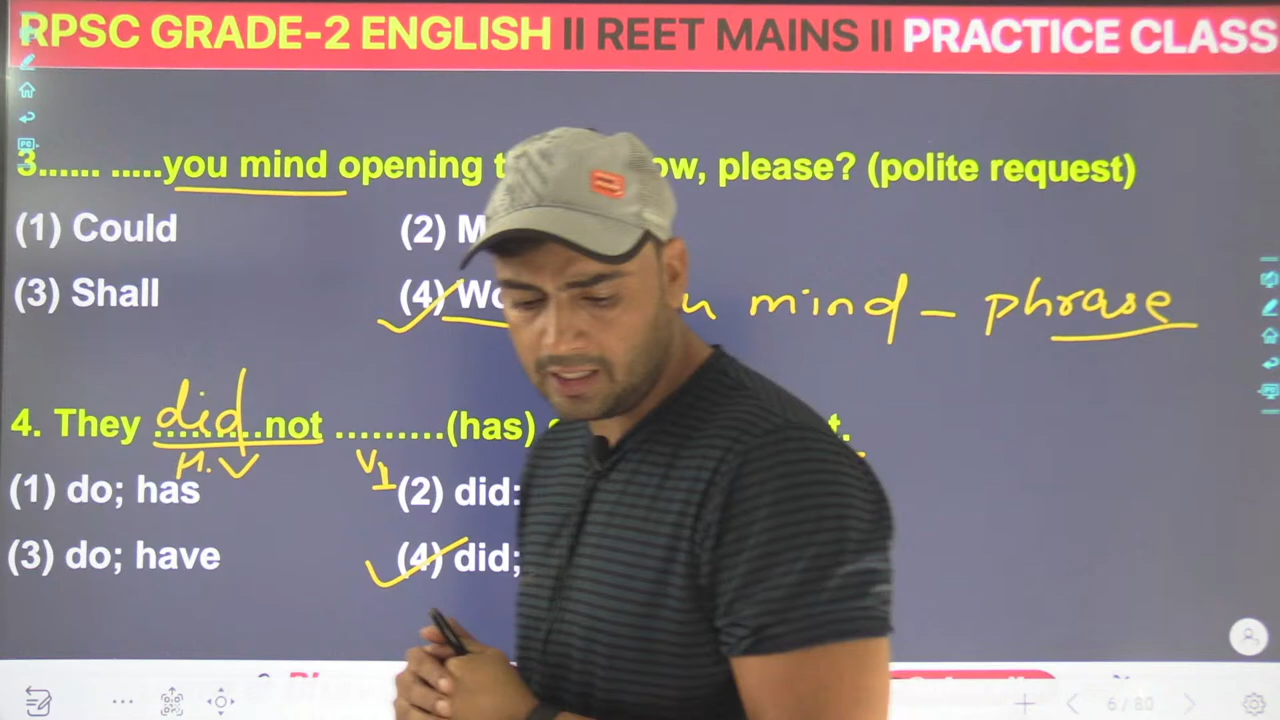 RPSC GRADE-2 ENGLISH II REET MAINS II PRACTICE CLASS
3...... .....you mind opening ow, please? (polite request)
(1) Could (2)
(3) Shall (4)
mind - phrase
4. They did.not .........(has) t.
H. V V1
(1) do; has (2) did:
(3) do; have (4) did;
6/80